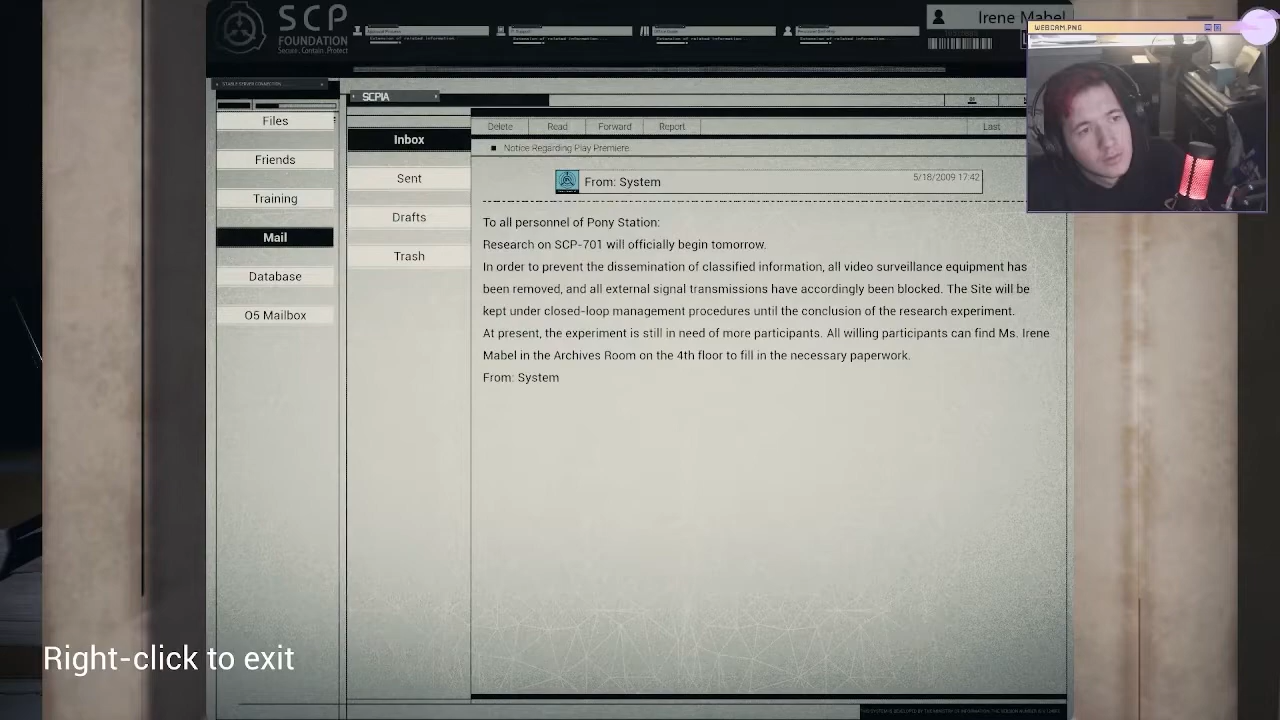 SCP
FOUNDATION
Secure. Contain. Protect
Irene Mabel
WEBCAM.PNG
SCPIA
Files
Friends
Training
Mail
Database
O5 Mailbox
Inbox
Sent
Drafts
Trash
Delete Read Forward Report Last
Notice Regarding Play Premiere
From: System 5/18/2009 17:42
To all personnel of Pony Station:
Research on SCP-701 will officially begin tomorrow.
In order to prevent the dissemination of classified information, all video surveillance equipment has
been removed, and all external signal transmissions have accordingly been blocked. The Site will be
kept under closed-loop management procedures until the conclusion of the research experiment.
At present, the experiment is still in need of more participants. All willing participants can find Ms. Irene
Mabel in the Archives Room on the 4th floor to fill in the necessary paperwork.
From: System
Right-click to exit